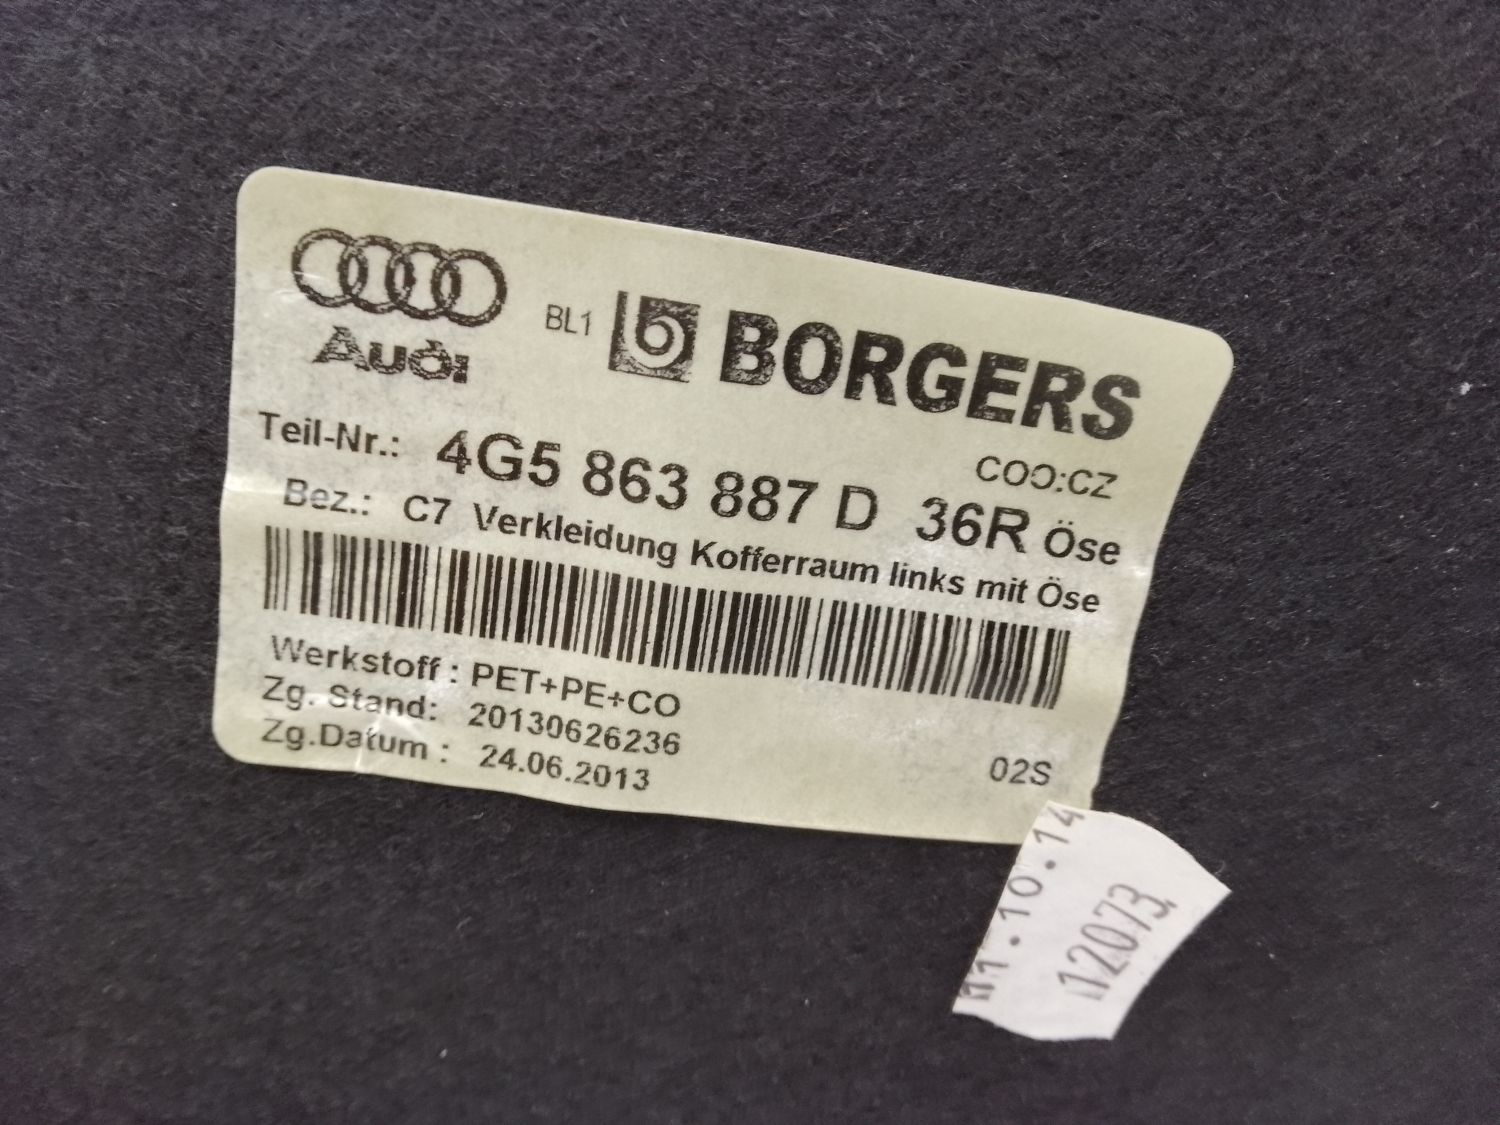 Audi
BL1 BORGERS
COO:CZ
Teil-Nr.: 4G5 863 887 D 36R Öse
Bez.: C7 Verkleidung Kofferraum links mit Öse
Werkstoff : PET+PE+CO
Zg. Stand: 20130626236
Zg.Datum : 24.06.2013
02S
11.10.14
12073